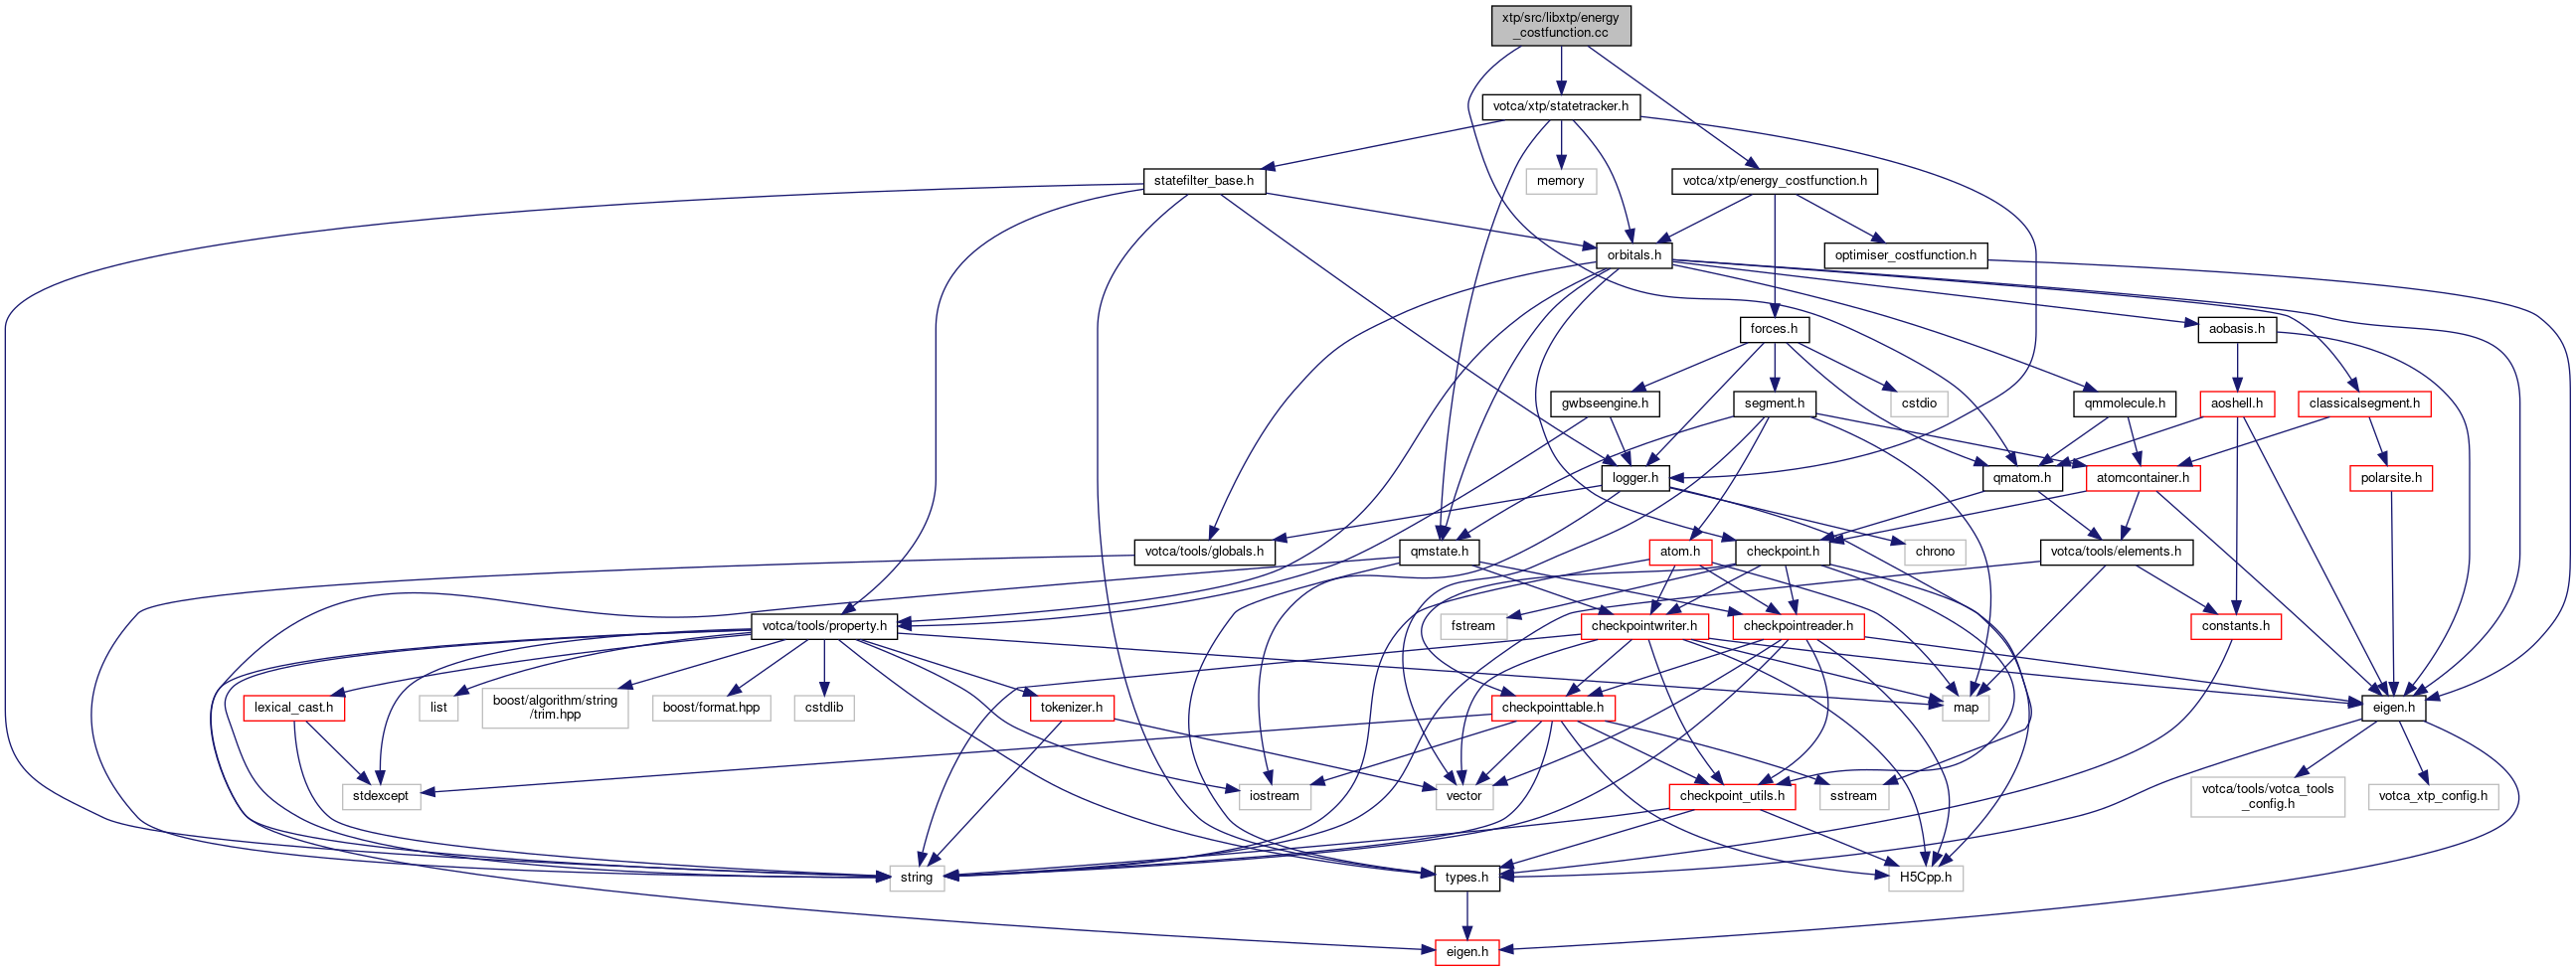 xtp/src/libxtp/energy
_costfunction.cc
votca/xtp/statetracker.h
statefilter_base.h
memory
votca/xtp/energy_costfunction.h
orbitals.h
optimiser_costfunction.h
forces.h
aobasis.h
gwbseengine.h
segment.h
cstdio
qmmolecule.h
aoshell.h
classicalsegment.h
logger.h
qmatom.h
atomcontainer.h
polarsite.h
votca/tools/globals.h
qmstate.h
atom.h
checkpoint.h
chrono
votca/tools/elements.h
votca/tools/property.h
fstream
checkpointwriter.h
checkpointreader.h
constants.h
lexical_cast.h
list
boost/algorithm/string
/trim.hpp
boost/format.hpp
cstdlib
tokenizer.h
checkpointtable.h
map
eigen.h
stdexcept
iostream
vector
checkpoint_utils.h
sstream
votca/tools/votca_tools
_config.h
votca_xtp_config.h
string
types.h
H5Cpp.h
eigen.h